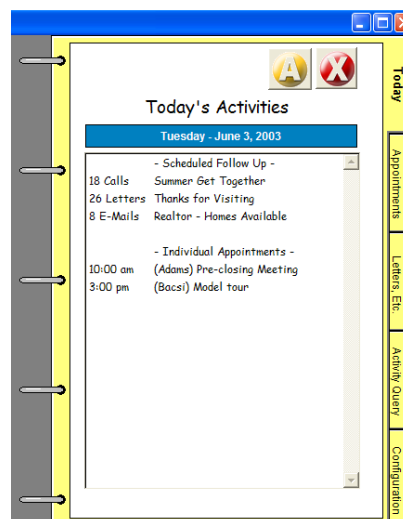 A X
Today's Activities
Tuesday - June 3, 2003
- Scheduled Follow Up -
18 Calls Summer Get Together
26 Letters Thanks for Visiting
8 E-Mails Realtor - Homes Available
- Individual Appointments -
10:00 am (Adams) Pre-closing Meeting
3:00 pm (Bacsi) Model tour
Today
Appointments
Letters, Etc.
Activity Query
Configuration